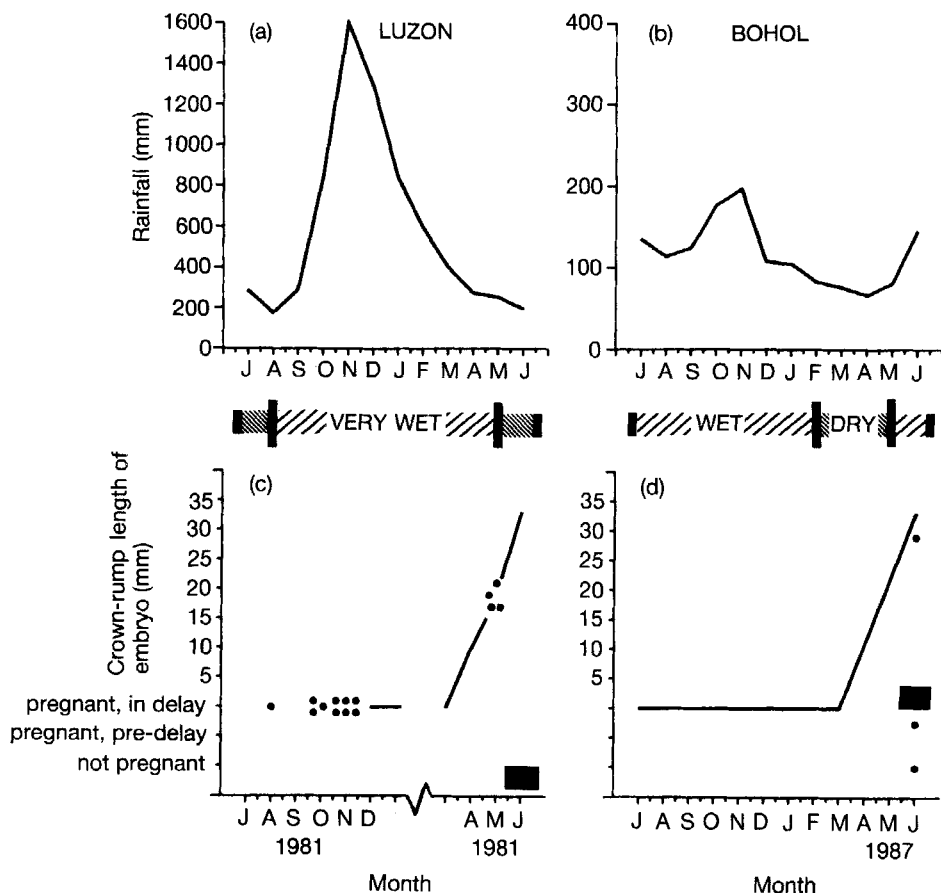 (a) LUZON
Rainfall (mm)
1600
1400
1200
1000
800
600
400
200
0
J A S O N D J F M A M J
(b) BOHOL
400
300
200
100
0
J A S O N D J F M A M J
VERY WET
WET DRY
(c)
Crown-rump length of
embryo (mm)
35
30
25
20
15
10
5
pregnant, in delay
pregnant, pre-delay
not pregnant
J A S O N D A M J
1981 1981
Month
(d)
35
30
25
20
15
10
5
J A S O N D J F M A M J
1987
Month